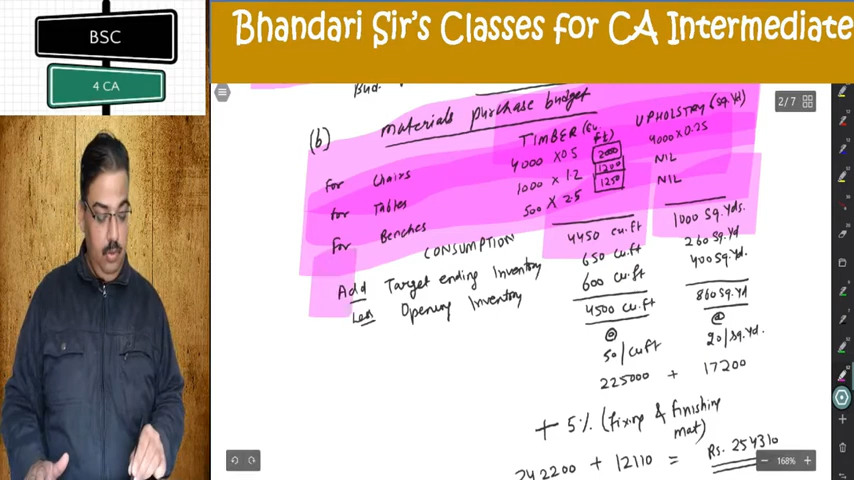 BSC
4 CA
Bhandari Sir's Classes for CA Intermediate
2/7
(b) materials purchase budget
TIMBER (cu ft) UPHOLSTRY (sq. Yd)
For Chairs 4000 x 0.5 2000 4000 x 0.25
for Tables 1000 x 1.2 1200 NIL
For Benches 500 x 2.5 1250 NIL
CONSUMPTION 4450 cu.ft 1000 Sq.Yds.
Add Target ending Inventory 650 cu.ft 260 sq.yd
Less Opening Inventory 600 cu.ft 400 sq.yd.
4500 cu.ft 860 sq.yd
@ @
50/cuft 20/sq.yd.
225000 + 17200
+ 5% (fixing & finishing mat)
242200 + 12110 = Rs. 254310
168%